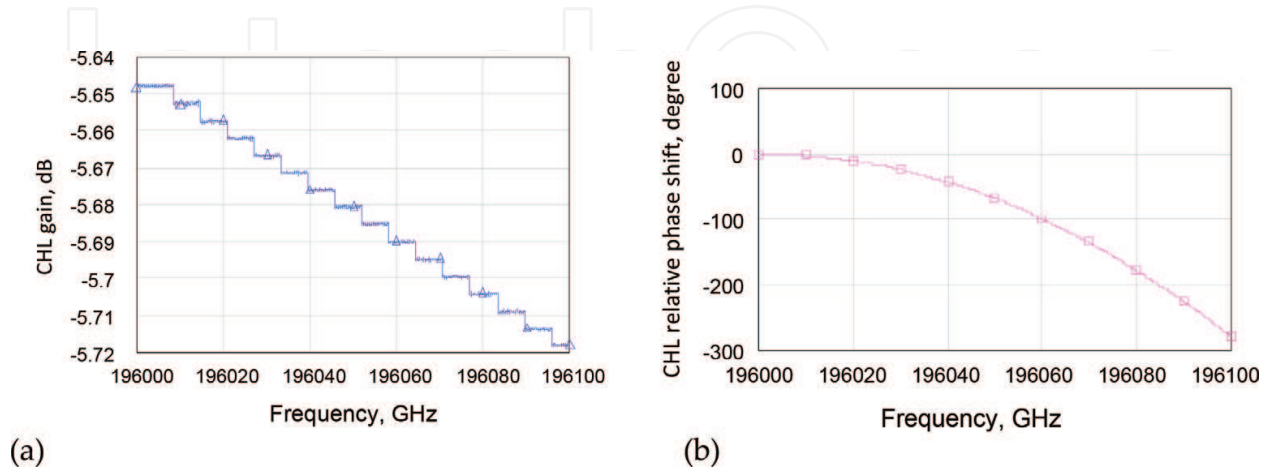 CHL gain, dB
-5.64
-5.65
-5.66
-5.67
-5.68
-5.69
-5.7
-5.71
-5.72
196000 196020 196040 196060 196080 196100
Frequency, GHz
(a)
CHL relative phase shift, degree
100
0
-100
-200
-300
196000 196020 196040 196060 196080 196100
Frequency, GHz
(b)